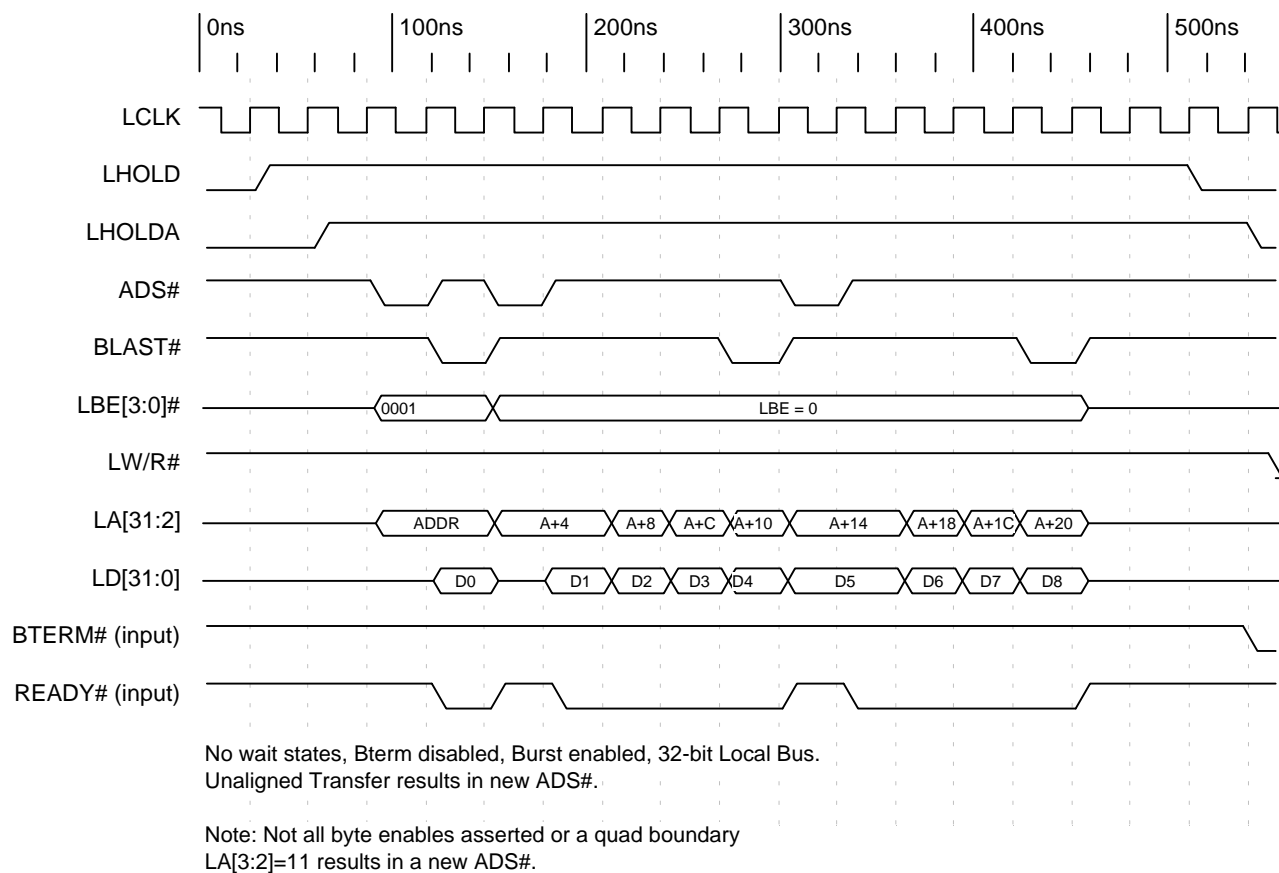 0ns 100ns 200ns 300ns 400ns 500ns
LCLK
LHOLD
LHOLDA
ADS#
BLAST#
LBE[3:0]# 0001 LBE = 0
LW/R#
LA[31:2] ADDR A+4 A+8 A+C A+10 A+14 A+18 A+1C A+20
LD[31:0] D0 D1 D2 D3 D4 D5 D6 D7 D8
BTERM# (input)
READY# (input)
No wait states, Bterm disabled, Burst enabled, 32-bit Local Bus.
Unaligned Transfer results in new ADS#.
Note: Not all byte enables asserted or a quad boundary
LA[3:2]=11 results in a new ADS#.